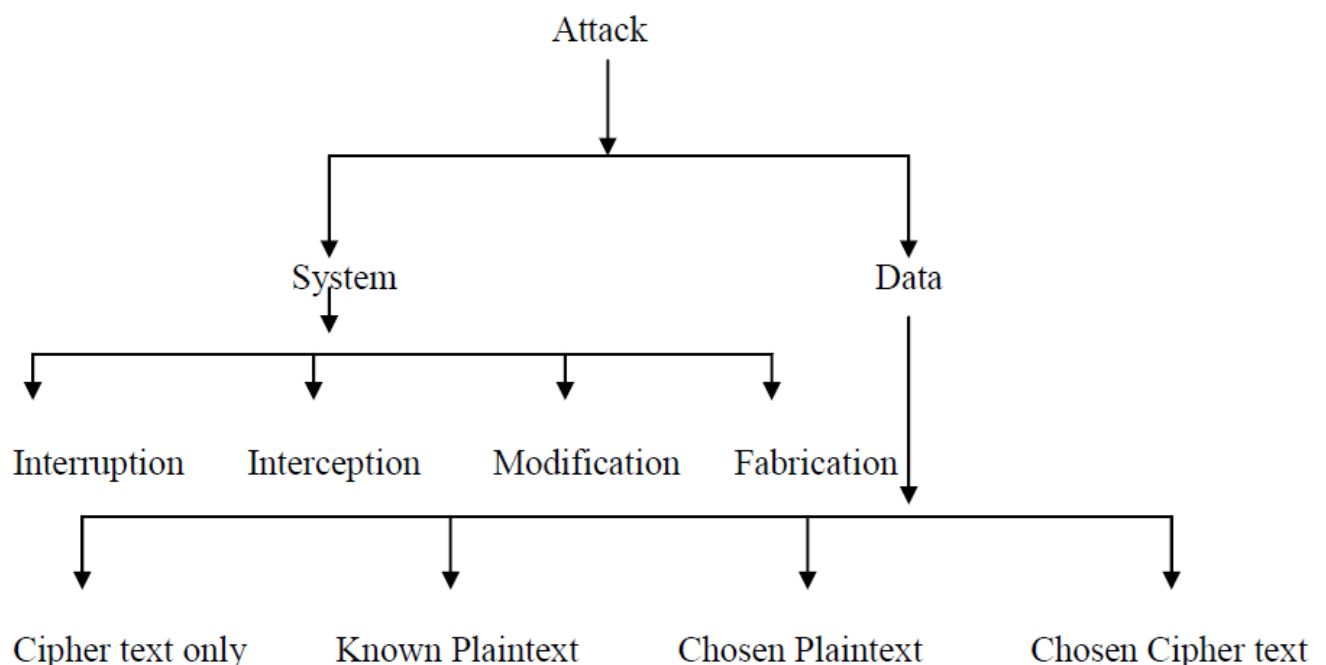 Attack
System Data
Interruption Interception Modification Fabrication
Cipher text only Known Plaintext Chosen Plaintext Chosen Cipher text